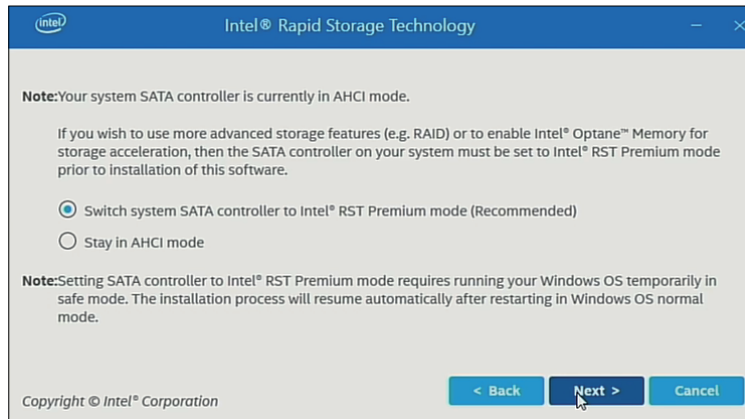 intel
Intel® Rapid Storage Technology
Note:Your system SATA controller is currently in AHCI mode.
If you wish to use more advanced storage features (e.g. RAID) or to enable Intel® Optane™ Memory for
storage acceleration, then the SATA controller on your system must be set to Intel® RST Premium mode
prior to installation of this software.
Switch system SATA controller to Intel® RST Premium mode (Recommended)
Stay in AHCI mode
Note:Setting SATA controller to Intel® RST Premium mode requires running your Windows OS temporarily in
safe mode. The installation process will resume automatically after restarting in Windows OS normal
mode.
< Back
Next >
Cancel
Copyright © Intel® Corporation